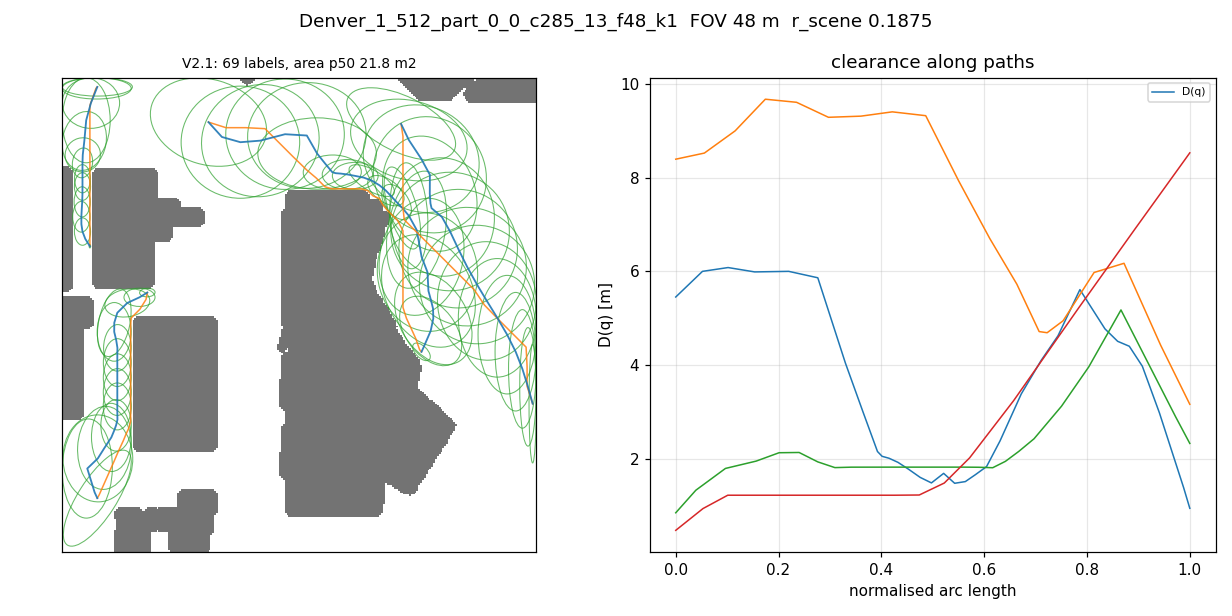 Denver_1_512_part_0_0_c285_13_f48_k1  FOV 48 m  r_scene 0.1875
V2.1: 69 labels, area p50 21.8 m2
clearance along paths
D(q)
10
8
6
4
2
D(q) [m]
0.0 0.2 0.4 0.6 0.8 1.0
normalised arc length